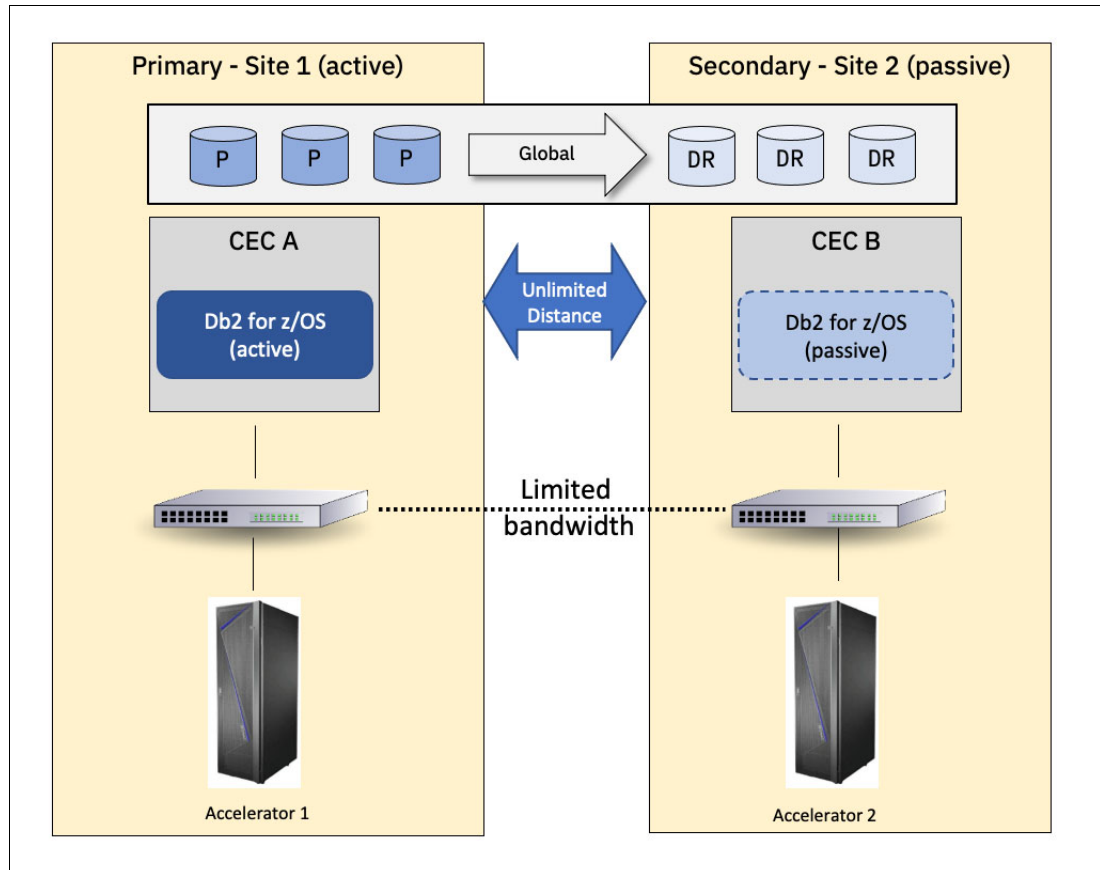 Primary - Site 1 (active)
Secondary - Site 2 (passive)
P
P
P
Global
DR
DR
DR
CEC A
CEC B
Db2 for z/OS
(active)
Unlimited
Distance
Db2 for z/OS
(passive)
Limited
bandwidth
Accelerator 1
Accelerator 2